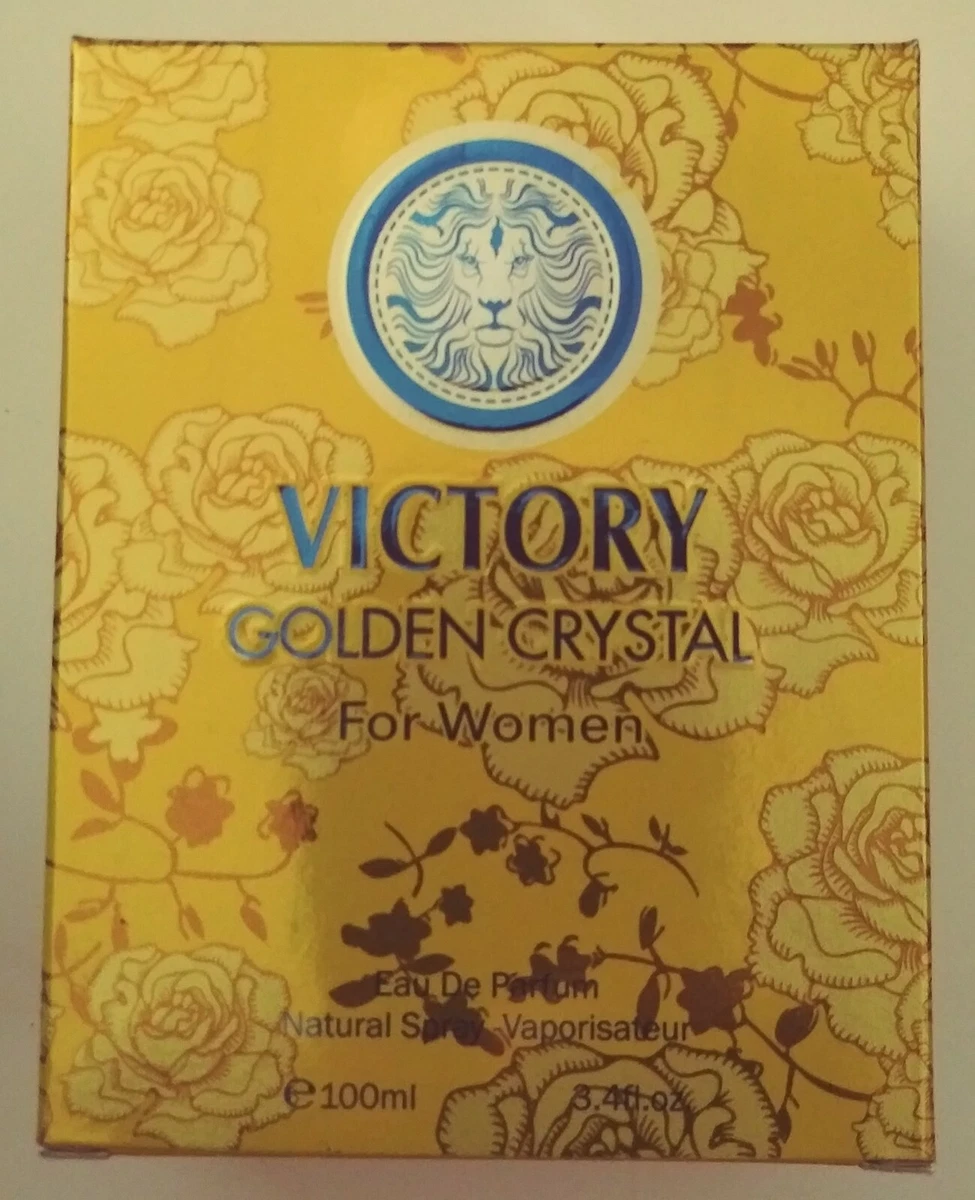 VICTORY
GOLDEN CRYSTAL
For Women
Eau De Parfum
Natural Spray -Vaporisateur
℮100ml 3.4fl.oz